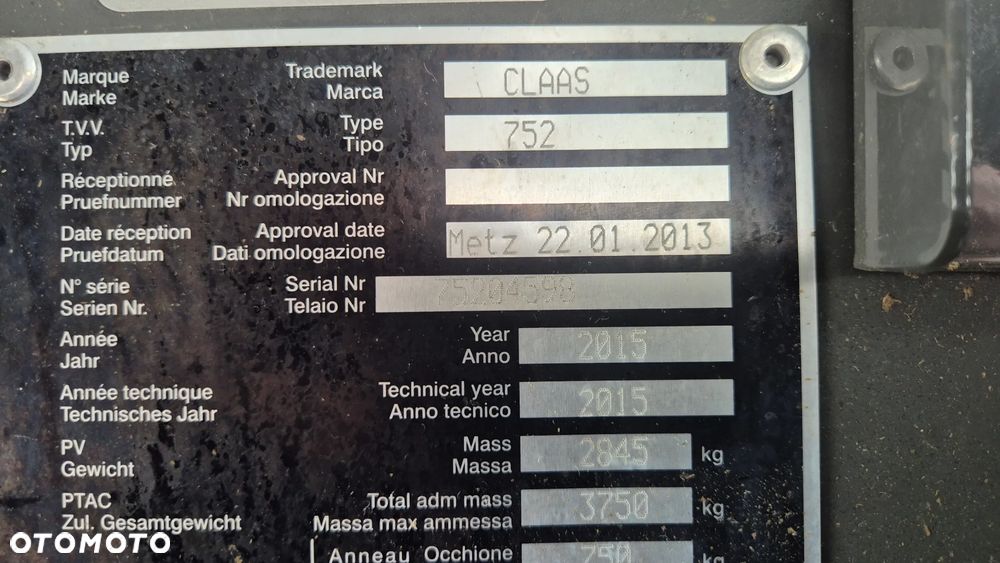 Marque Trademark CLAAS
Marke Marca
T.V.V. Type 752
Typ Tipo
Réceptionné Approval Nr
Pruefnummer Nr omologazione
Date réception Approval date Metz 22.01.2013
Pruefdatum Dati omologazione
N° série Serial Nr 75204598
Serien Nr. Telaio Nr
Année Year 2015
Jahr Anno
Année technique Technical year 2015
Technisches Jahr Anno tecnico
PV Mass 2845 kg
Gewicht Massa
PTAC Total adm mass 3750 kg
Zul. Gesamtgewicht Massa max ammessa
Anneau Occhione 750 kg
OTOMOTO